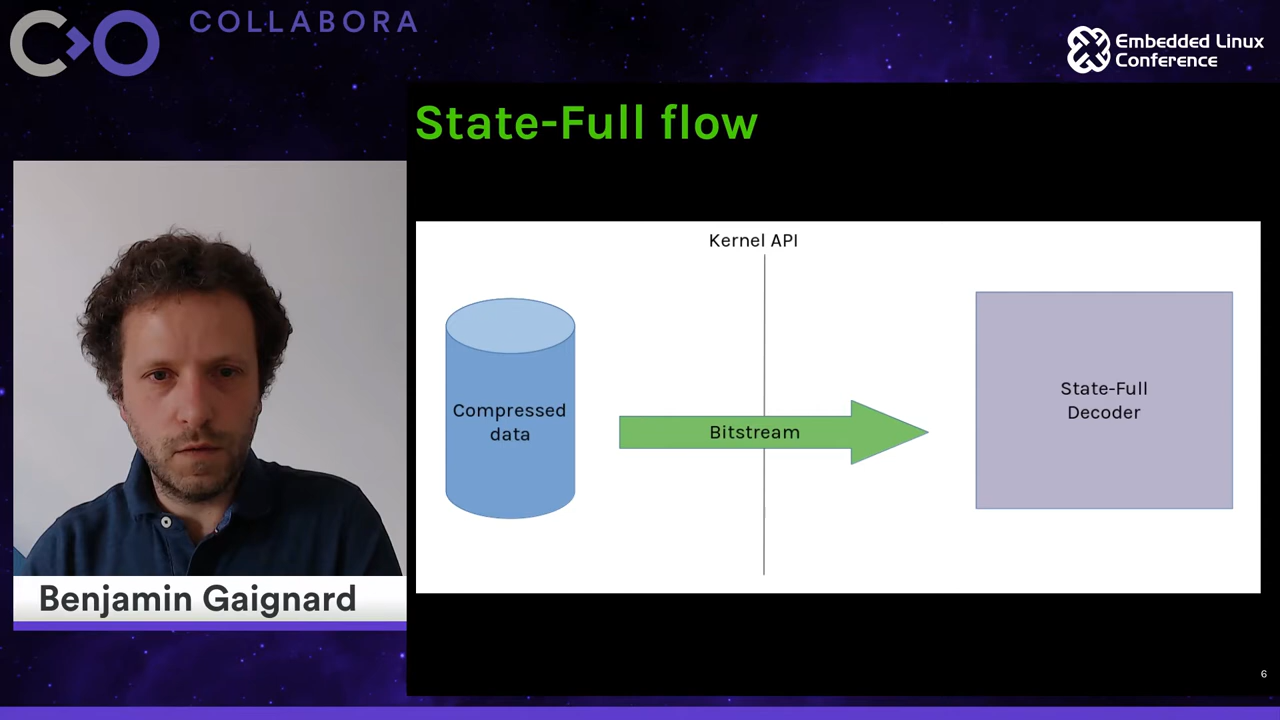 COLLABORA
Embedded Linux
Conference
State-Full flow
Kernel API
Compressed
data
Bitstream
State-Full
Decoder
Benjamin Gaignard
6